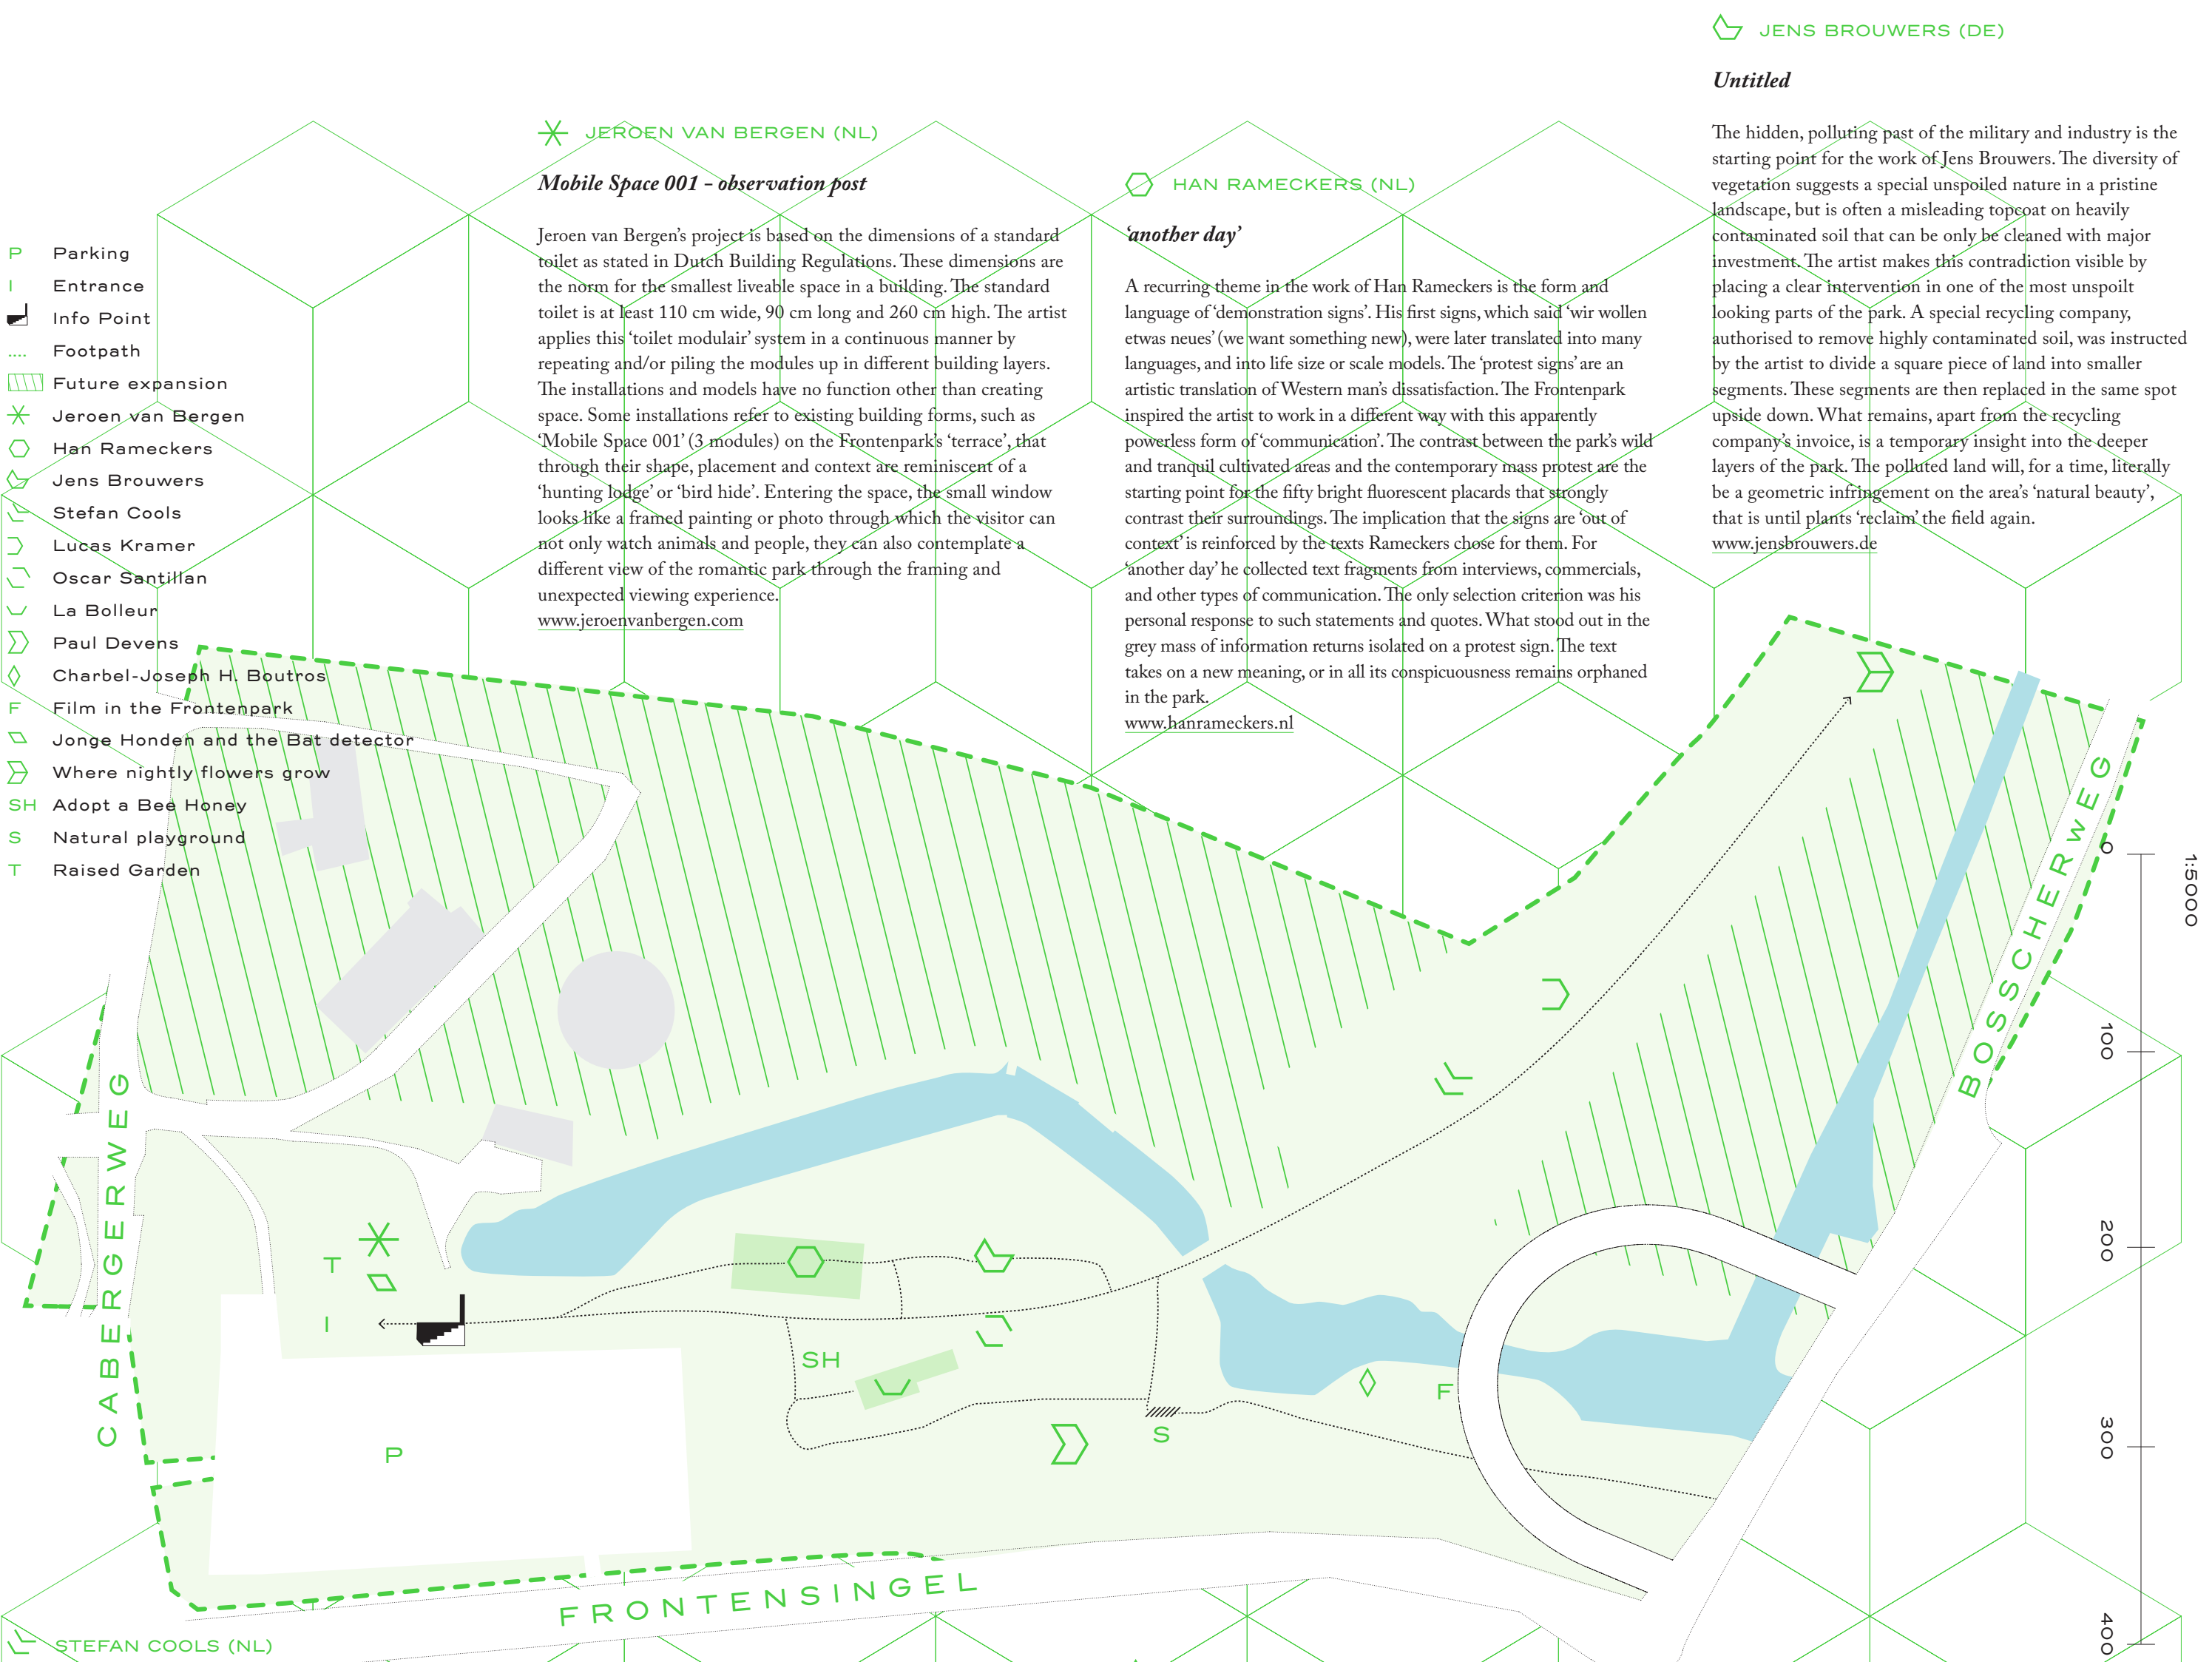 P Parking
I Entrance
Info Point
.... Footpath
Future expansion
Jeroen van Bergen
Han Rameckers
Jens Brouwers
Stefan Cools
Lucas Kramer
Oscar Santillan
La Bolleur
Paul Devens
Charbel-Joseph H. Boutros
F Film in the Frontenpark
Jonge Honden and the Bat detector
Where nightly flowers grow
SH Adopt a Bee Honey
S Natural playground
T Raised Garden
JEROEN VAN BERGEN (NL)
Mobile Space 001 – observation post
Jeroen van Bergen’s project is based on the dimensions of a standard
toilet as stated in Dutch Building Regulations. These dimensions are
the norm for the smallest liveable space in a building. The standard
toilet is at least 110 cm wide, 90 cm long and 260 cm high. The artist
applies this ‘toilet modulair’ system in a continuous manner by
repeating and/or piling the modules up in different building layers.
The installations and models have no function other than creating
space. Some installations refer to existing building forms, such as
‘Mobile Space 001’ (3 modules) on the Frontenpark’s ‘terrace’, that
through their shape, placement and context are reminiscent of a
‘hunting lodge’ or ‘bird hide’. Entering the space, the small window
looks like a framed painting or photo through which the visitor can
not only watch animals and people, they can also contemplate a
different view of the romantic park through the framing and
unexpected viewing experience.
www.jeroenvanbergen.com
HAN RAMECKERS (NL)
‘another day’
A recurring theme in the work of Han Rameckers is the form and
language of ‘demonstration signs’. His first signs, which said ‘wir wollen
etwas neues’ (we want something new), were later translated into many
languages, and into life size or scale models. The ‘protest signs’ are an
artistic translation of Western man’s dissatisfaction. The Frontenpark
inspired the artist to work in a different way with this apparently
powerless form of ‘communication’. The contrast between the park’s wild
and tranquil cultivated areas and the contemporary mass protest are the
starting point for the fifty bright fluorescent placards that strongly
contrast their surroundings. The implication that the signs are ‘out of
context’ is reinforced by the texts Rameckers chose for them. For
‘another day’ he collected text fragments from interviews, commercials,
and other types of communication. The only selection criterion was his
personal response to such statements and quotes. What stood out in the
grey mass of information returns isolated on a protest sign. The text
takes on a new meaning, or in all its conspicuousness remains orphaned
in the park.
www.hanrameckers.nl
JENS BROUWERS (DE)
Untitled
The hidden, polluting past of the military and industry is the
starting point for the work of Jens Brouwers. The diversity of
vegetation suggests a special unspoiled nature in a pristine
landscape, but is often a misleading topcoat on heavily
contaminated soil that can be only be cleaned with major
investment. The artist makes this contradiction visible by
placing a clear intervention in one of the most unspoilt
looking parts of the park. A special recycling company,
authorised to remove highly contaminated soil, was instructed
by the artist to divide a square piece of land into smaller
segments. These segments are then replaced in the same spot
upside down. What remains, apart from the recycling
company’s invoice, is a temporary insight into the deeper
layers of the park. The polluted land will, for a time, literally
be a geometric infringement on the area’s ‘natural beauty’,
that is until plants ‘reclaim’ the field again.
www.jensbrouwers.de
CABERGERWEG
BOSSCHERwEG
FRONTENSINGEL
T
I
P
SH
S
F
1:5000
0
100
200
300
400
STEFAN COOLS (NL)